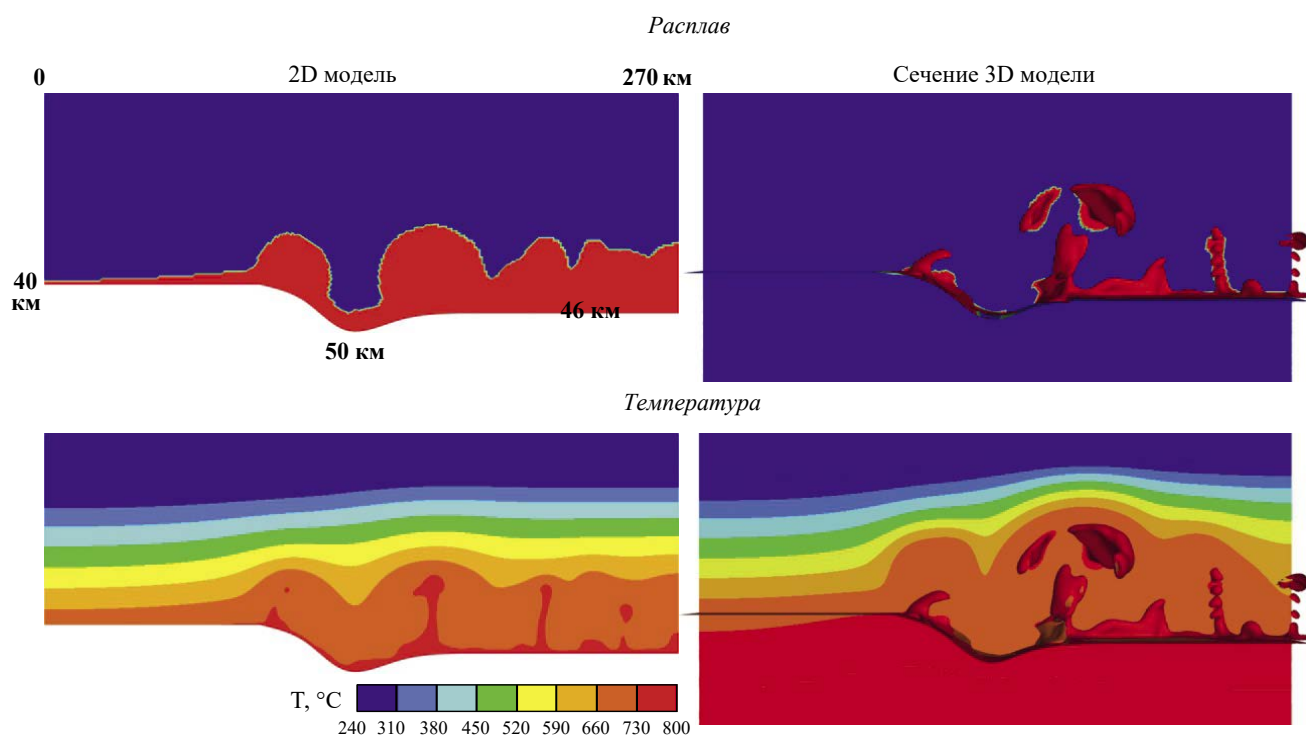 Расплав
2D модель
Сечение 3D модели
0
270 км
40
км
46 км
50 км
Температура
T, °C
240 310 380 450 520 590 660 730 800